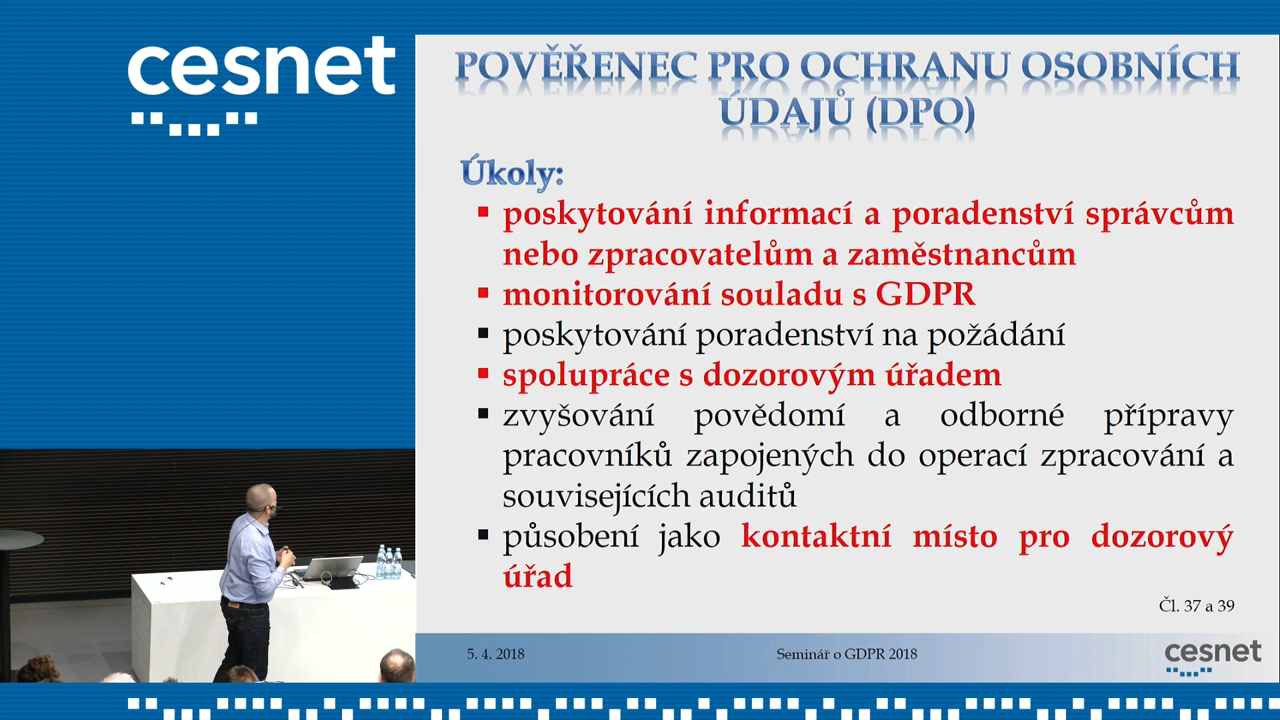 cesnet
POVĚŘENEC PRO OCHRANU OSOBNÍCH
ÚDAJŮ (DPO)
Úkoly:
▪ poskytování informací a poradenství správcům
nebo zpracovatelům a zaměstnancům
▪ monitorování souladu s GDPR
▪ poskytování poradenství na požádání
▪ spolupráce s dozorovým úřadem
▪ zvyšování povědomí a odborné přípravy
pracovníků zapojených do operací zpracování a
souvisejících auditů
▪ působení jako kontaktní místo pro dozorový
úřad
Čl. 37 a 39
5. 4. 2018
Seminář o GDPR 2018
cesnet